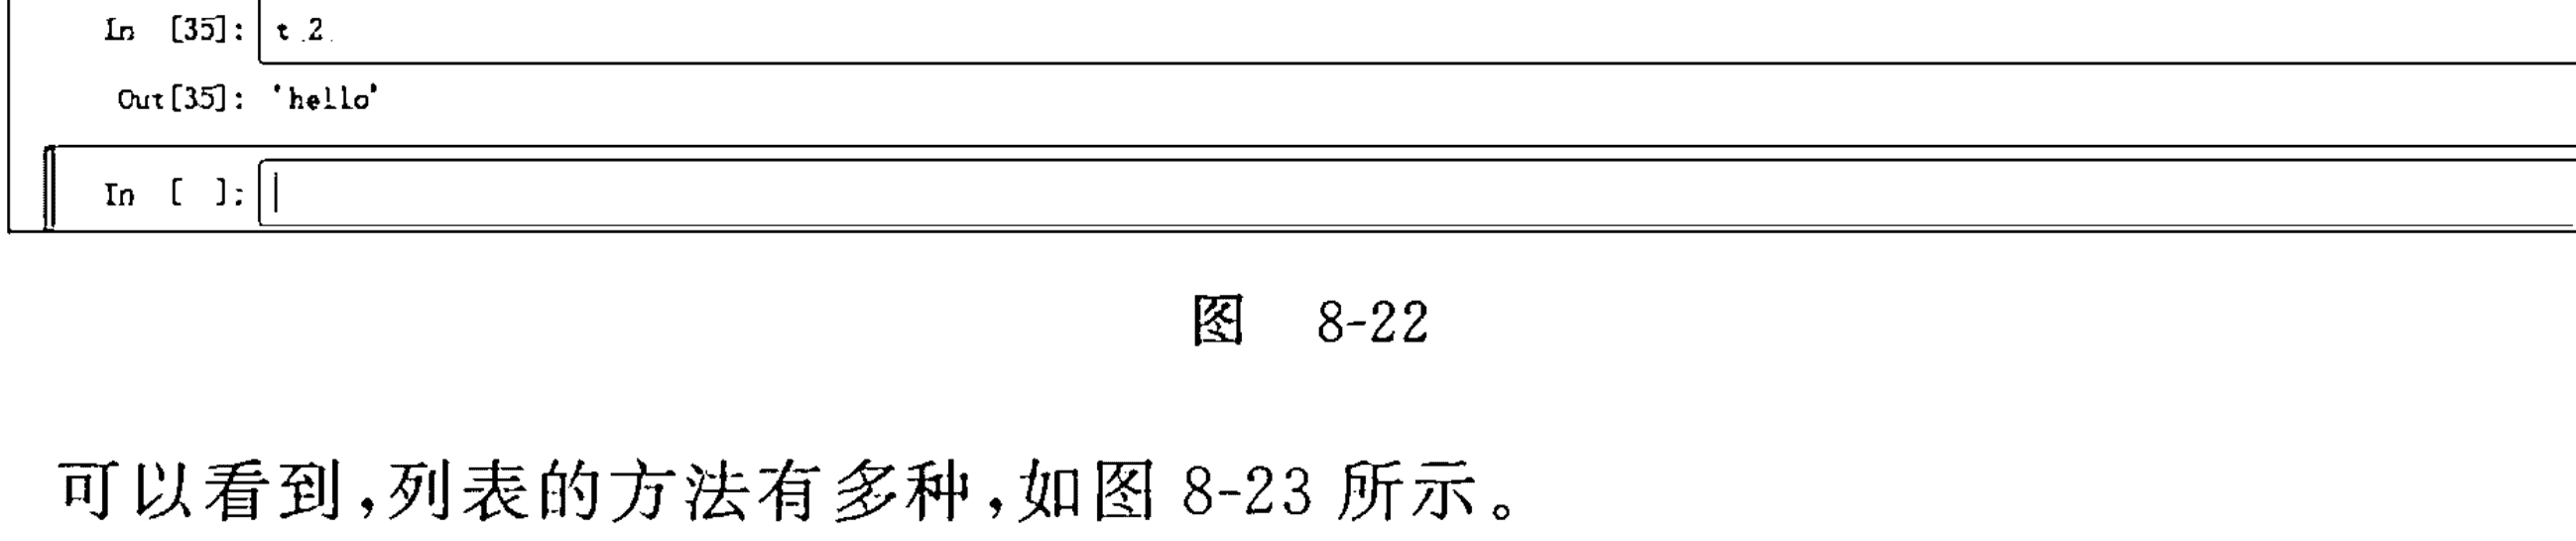 In [35]: t 2
Out[35]: 'hello'
In [ ]:
图 8-22
可以看到,列表的方法有多种,如图 8-23 所示。